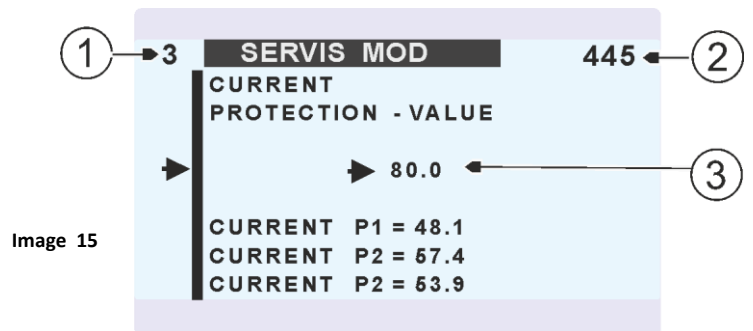 1 3 SERVIS MOD 445 2
CURRENT
PROTECTION - VALUE
80.0 3
CURRENT P1 = 48.1
Image 15
CURRENT P2 = 57.4
CURRENT P2 = 53.9